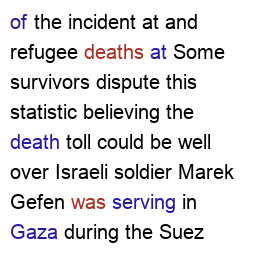 of the incident at and
refugee deaths at Some
survivors dispute this
statistic believing the
death toll could be well
over Israeli soldier Marek
Gefen was serving in
Gaza during the Suez